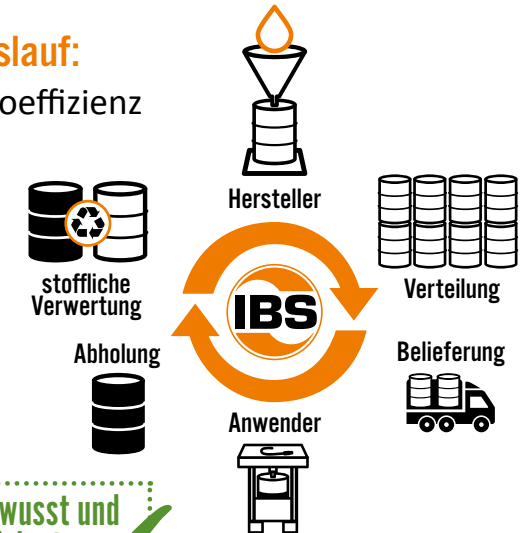 slauf:
oeffizienz
Hersteller
stoffliche
Verwertung
Verteilung
IBS
Abholung
Belieferung
Anwender
wusst und